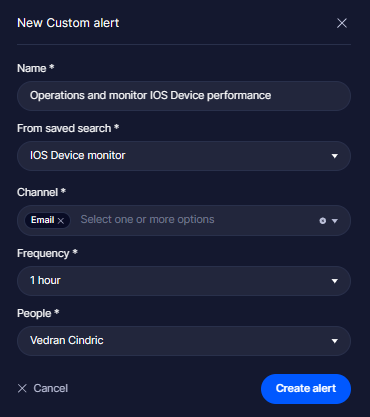 New Custom alert
Name *
Operations and monitor IOS Device performance
From saved search *
IOS Device monitor
Channel *
Email Select one or more options
Frequency *
1 hour
People *
Vedran Cindric
Cancel Create alert